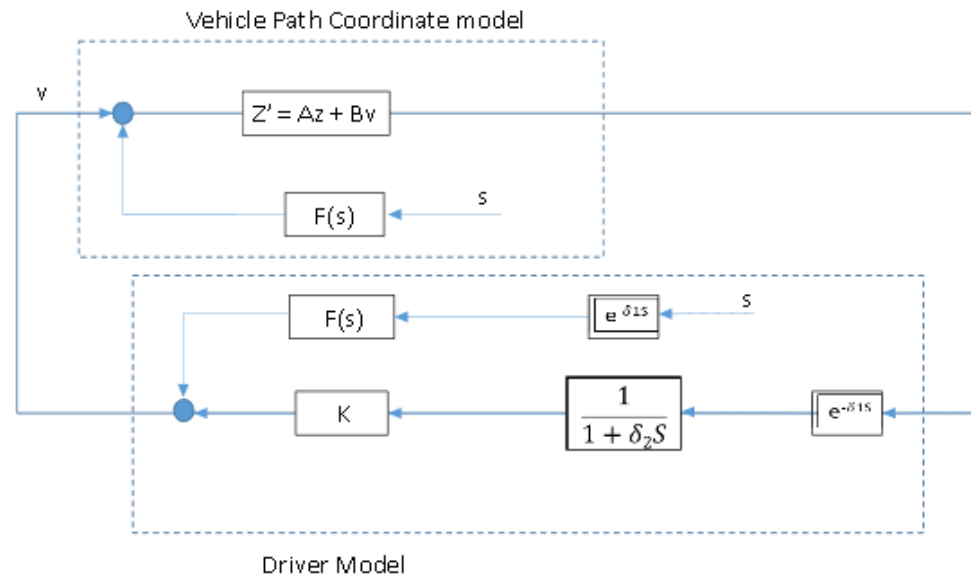 Vehicle Path Coordinate model
v
Z' = Az + Bv
s
F(s)
s
F(s)
e δ1S
K
1
1 + δ₂S
e-δ1S
Driver Model